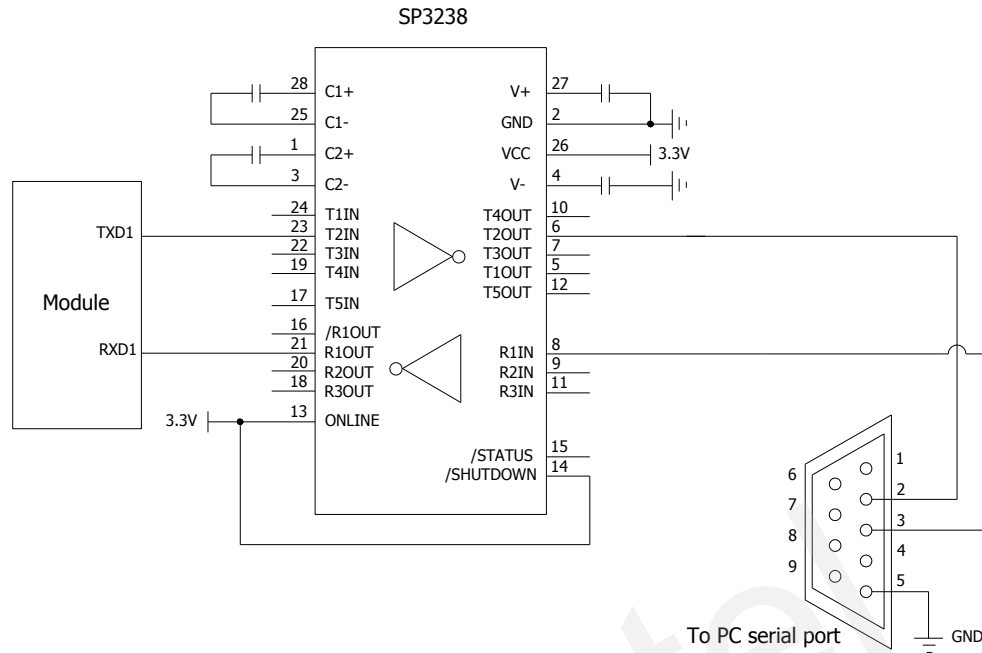 SP3238
28 C1+ V+ 27
25 C1- GND 2
1 C2+ VCC 26 3.3V
3 C2- V- 4
24 T1IN T4OUT 10
TXD1 23 T2IN T2OUT 6
22 T3IN T3OUT 7
19 T4IN T1OUT 5
T5OUT 12
17 T5IN
Module
16 /R1OUT
RXD1 21 R1OUT R1IN 8
20 R2OUT R2IN 9
18 R3OUT R3IN 11
3.3V 13 ONLINE
/STATUS 15
/SHUTDOWN 14
1
6
2
7
3
8
4
9
5
To PC serial port GND